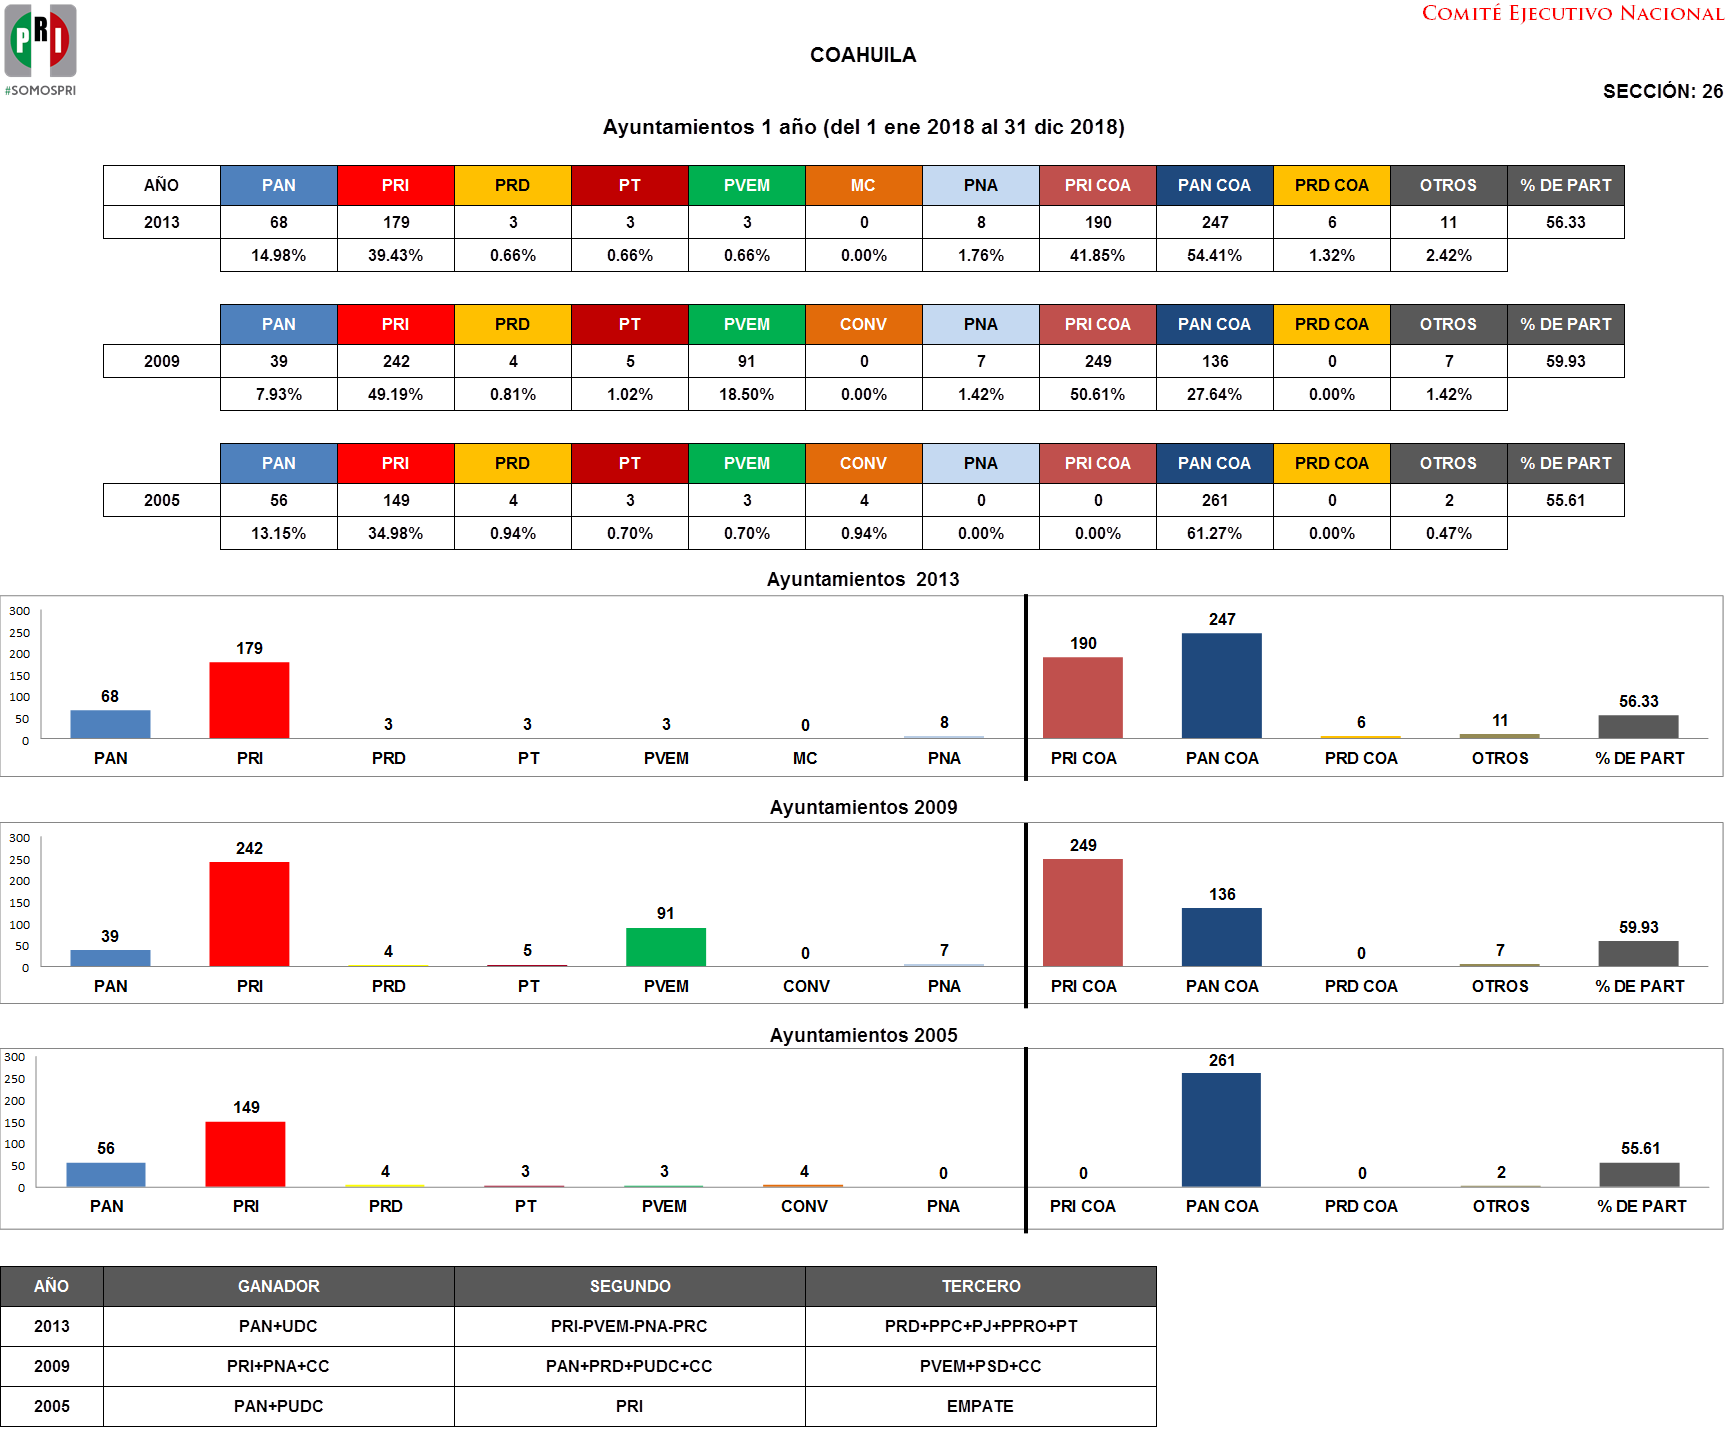 PRI
#SOMOSPRI
COMITÉ EJECUTIVO NACIONAL
COAHUILA
SECCIÓN: 26
Ayuntamientos 1 año (del 1 ene 2018 al 31 dic 2018)
AÑO PAN PRI PRD PT PVEM MC PNA PRI COA PAN COA PRD COA OTROS % DE PART
2013 68 179 3 3 3 0 8 190 247 6 11 56.33
14.98% 39.43% 0.66% 0.66% 0.66% 0.00% 1.76% 41.85% 54.41% 1.32% 2.42%
PAN PRI PRD PT PVEM CONV PNA PRI COA PAN COA PRD COA OTROS % DE PART
2009 39 242 4 5 91 0 7 249 136 0 7 59.93
7.93% 49.19% 0.81% 1.02% 18.50% 0.00% 1.42% 50.61% 27.64% 0.00% 1.42%
PAN PRI PRD PT PVEM CONV PNA PRI COA PAN COA PRD COA OTROS % DE PART
2005 56 149 4 3 3 4 0 0 261 0 2 55.61
13.15% 34.98% 0.94% 0.70% 0.70% 0.94% 0.00% 0.00% 61.27% 0.00% 0.47%
Ayuntamientos 2013
300
250
200
150
100
50
0
68 179 3 3 3 0 8 190 247 6 11 56.33
PAN PRI PRD PT PVEM MC PNA PRI COA PAN COA PRD COA OTROS % DE PART
Ayuntamientos 2009
300
250
200
150
100
50
0
39 242 4 5 91 0 7 249 136 0 7 59.93
PAN PRI PRD PT PVEM CONV PNA PRI COA PAN COA PRD COA OTROS % DE PART
Ayuntamientos 2005
300
250
200
150
100
50
0
56 149 4 3 3 4 0 0 261 0 2 55.61
PAN PRI PRD PT PVEM CONV PNA PRI COA PAN COA PRD COA OTROS % DE PART
AÑO GANADOR SEGUNDO TERCERO
2013 PAN+UDC PRI-PVEM-PNA-PRC PRD+PPC+PJ+PPRO+PT
2009 PRI+PNA+CC PAN+PRD+PUDC+CC PVEM+PSD+CC
2005 PAN+PUDC PRI EMPATE